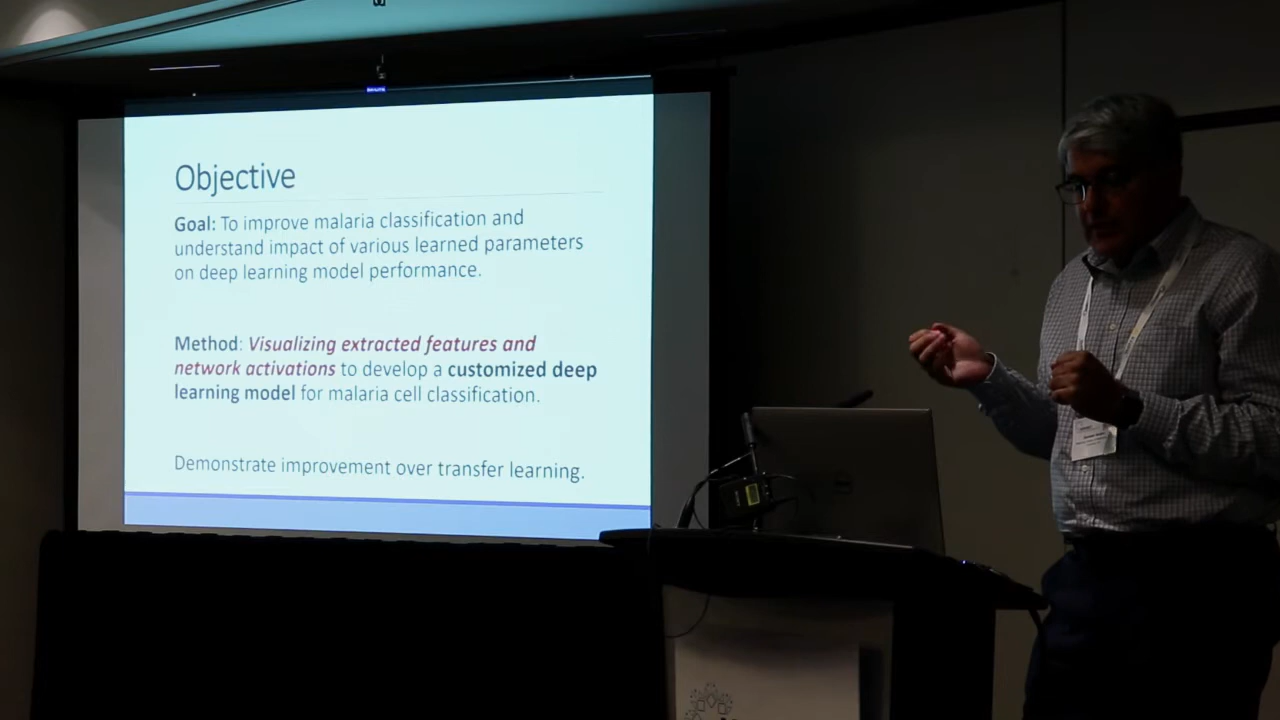 Objective
Goal: To improve malaria classification and
understand impact of various learned parameters
on deep learning model performance.
Method: Visualizing extracted features and
network activations to develop a customized deep
learning model for malaria cell classification.
Demonstrate improvement over transfer learning.